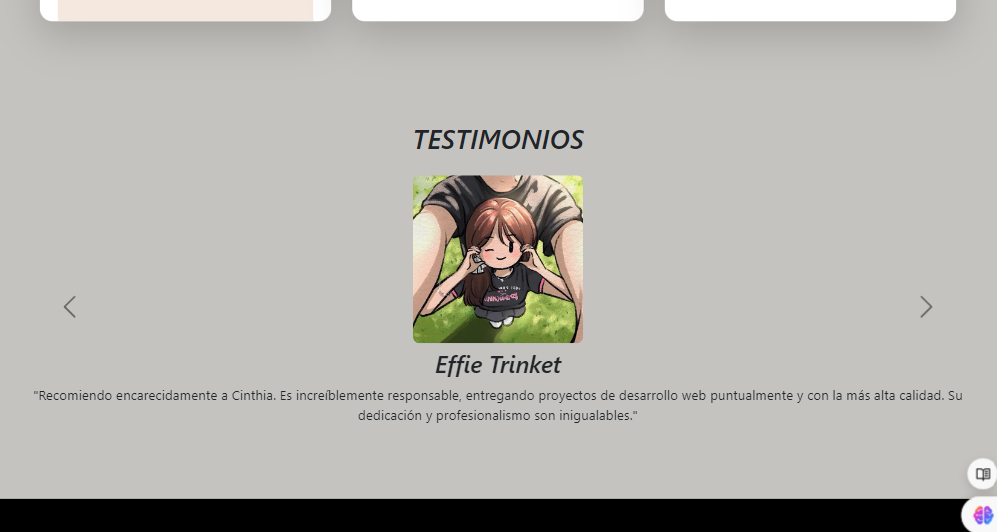 TESTIMONIOS
Effie Trinket
"Recomiendo encarecidamente a Cinthia. Es increíblemente responsable, entregando proyectos de desarrollo web puntualmente y con la más alta calidad. Su
dedicación y profesionalismo son inigualables."